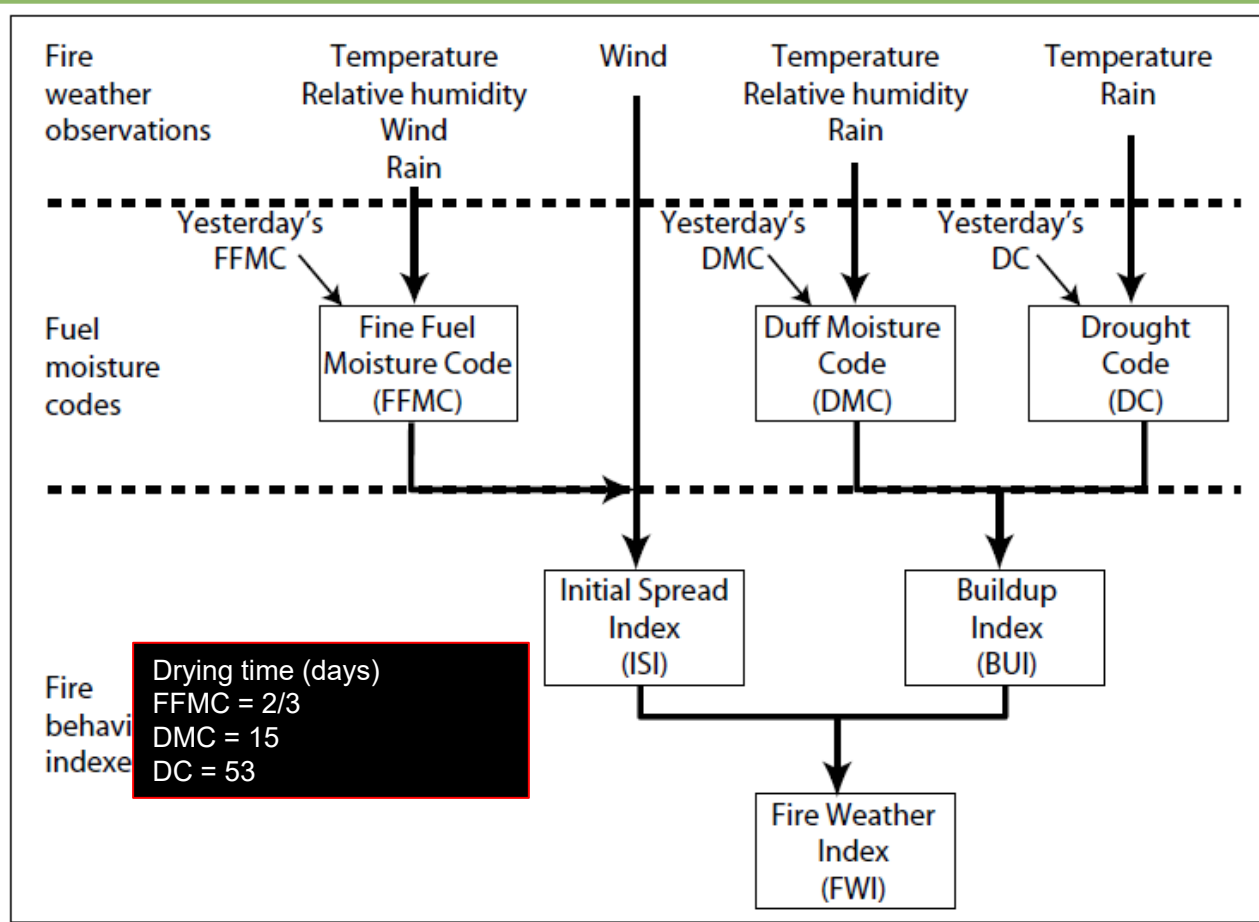 Fire
weather
observations
Temperature
Relative humidity
Wind
Rain
Wind
Temperature
Relative humidity
Rain
Temperature
Rain
Yesterday's
FFMC
Yesterday's
DMC
Yesterday's
DC
Fuel
moisture
codes
Fine Fuel
Moisture Code
(FFMC)
Duff Moisture
Code
(DMC)
Drought
Code
(DC)
Initial Spread
Index
(ISI)
Buildup
Index
(BUI)
Fire
behavi
indexe
Drying time (days)
FFMC = 2/3
DMC = 15
DC = 53
Fire Weather
Index
(FWI)